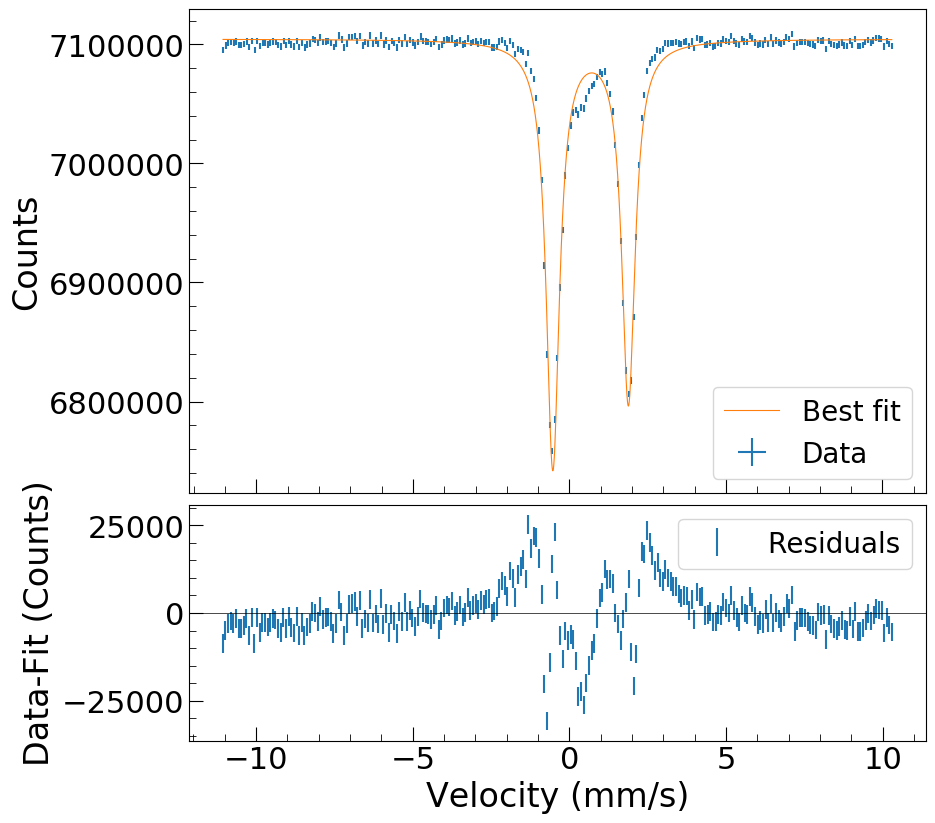 7100000
7000000
6900000
6800000
Counts
Best fit
Data
25000
0
−25000
Data-Fit (Counts)
Residuals
−10
−5
0
5
10
Velocity (mm/s)